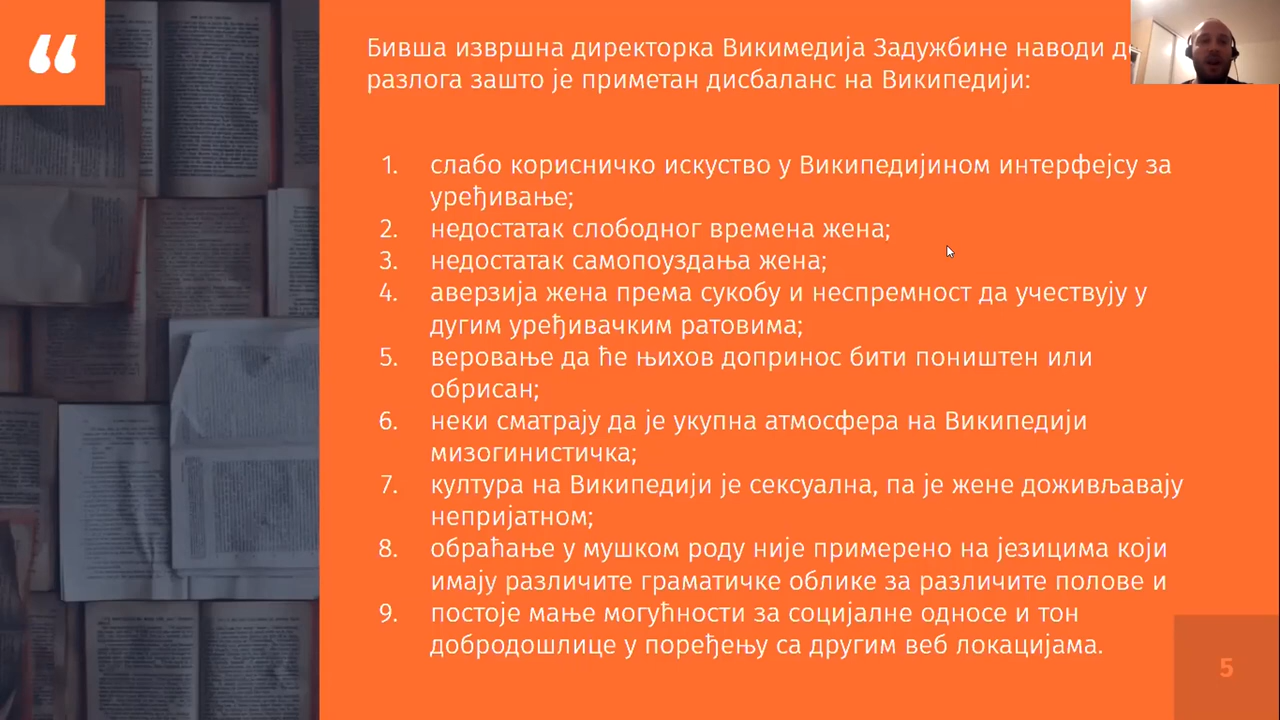 “
Бивша извршна директорка Викимедија Задужбине наводи
разлога зашто је приметан дисбаланс на Википедији:
1. слабо корисничко искуство у Википедијином интерфејсу за
уређивање;
2. недостатак слободног времена жена;
3. недостатак самопоуздања жена;
4. аверзија жена према сукобу и неспремност да учествују у
дугим уређивачким ратовима;
5. веровање да ће њихов допринос бити поништен или
обрисан;
6. неки сматрају да је укупна атмосфера на Википедији
мизогинистичка;
7. култура на Википедији је сексуална, па је жене доживљавају
непријатном;
8. обраћање у мушком роду није примерено на језицима који
имају различите граматичке облике за различите полове и
9. постоје мање могућности за социјалне односе и тон
добродошлице у поређењу са другим веб локацијама.
5